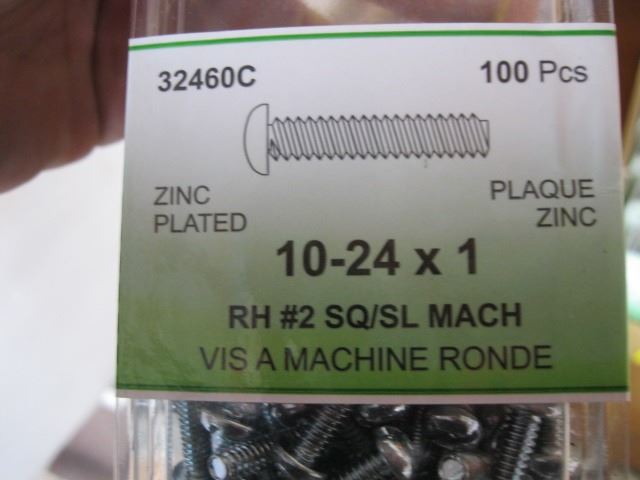 32460C 100 Pcs
ZINC PLATED
PLAQUE ZINC
10-24 x 1
RH #2 SQ/SL MACH
VIS A MACHINE RONDE